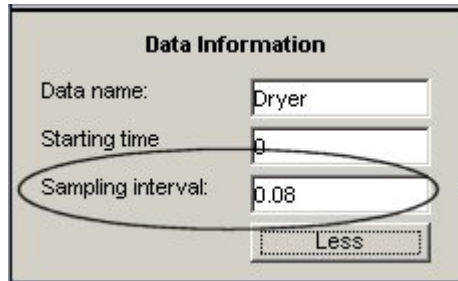 Data Information
Data name: Dryer
Starting time 0
Sampling interval: 0.08
Less